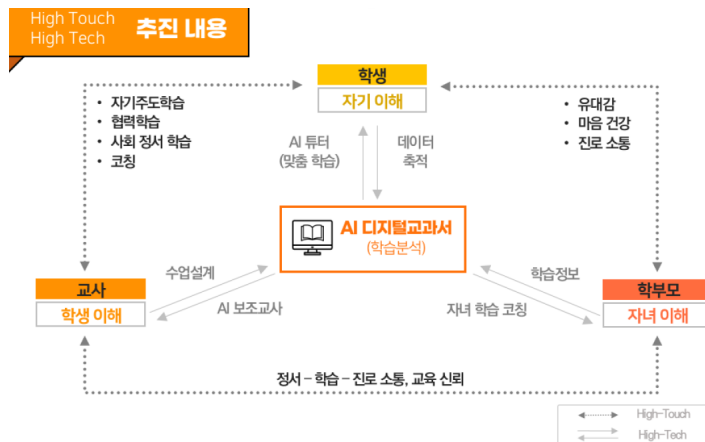 High Touch
High Tech
추진 내용
학생
자기 이해
• 자기주도학습
• 협력학습
• 사회 정서 학습
• 코칭
• 유대감
• 마음 건강
• 진로 소통
AI 튜터
(맞춤 학습)
데이터
축적
AI 디지털교과서
(학습분석)
수업설계
AI 보조교사
학습정보
자녀 학습 코칭
교사
학생 이해
학부모
자녀 이해
정서 – 학습 – 진로 소통, 교육 신뢰
High-Touch
High-Tech